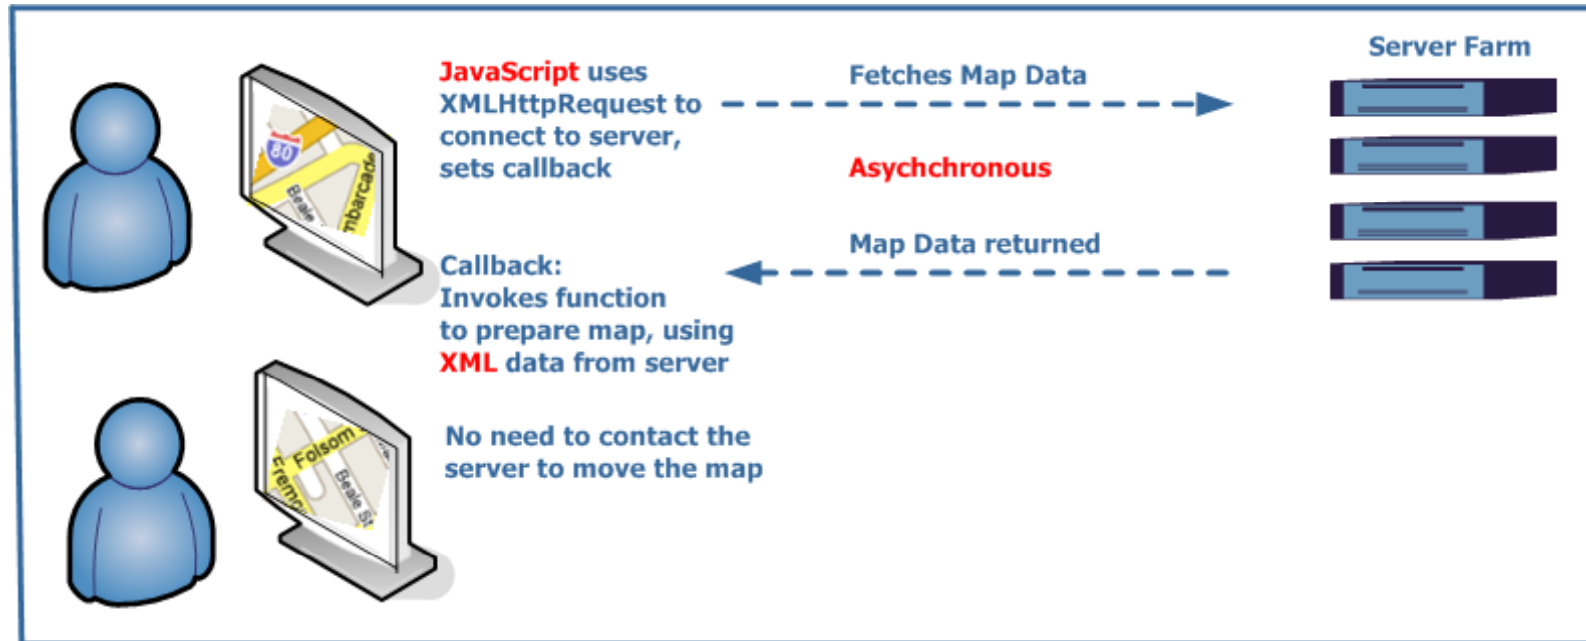 JavaScript uses
XMLHttpRequest to
connect to server,
sets callback
Fetches Map Data
Asychchronous
Map Data returned
Server Farm
80
Beale
mbarcade
Callback:
Invokes function
to prepare map, using
XML data from server
No need to contact the
server to move the map
Folsom
Fremo
Beale St